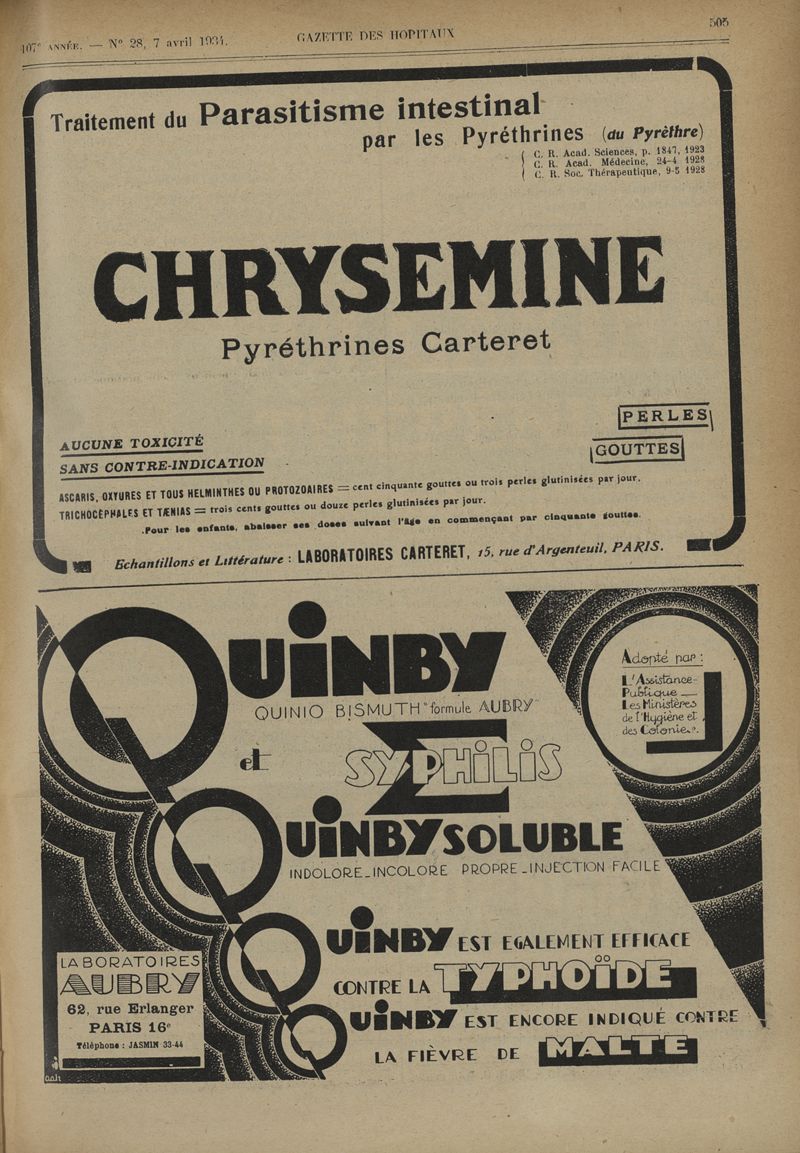 107e ANNÉE. — N° 28, 7 avril 1934.
GAZETTE DES HOPITAUX
505
Traitement du Parasitisme intestinal
par les Pyréthrines (du Pyrèthre)
C. R. Acad. Sciences, p. 1847, 1923
C. R. Acad. Médecine, 24-4 1928
C. R. Soc. Thérapeutique, 9-5 1928
CHRYSEMINE
Pyréthrines Carteret
PERLES
GOUTTES
AUCUNE TOXICITÉ
SANS CONTRE-INDICATION
ASCARIS, OXYURES ET TOUS HELMINTHES OU PROTOZOAIRES = cent cinquante gouttes ou trois perles glutinisées par jour.
TRICHOCÉPHALES ET TÆNIAS = trois cents gouttes ou douze perles glutinisées par jour.
Pour les enfants, abaisser ses doses suivant l'âge en commençant par cinquante gouttes.
Echantillons et Littérature : LABORATOIRES CARTERET, 15, rue d'Argenteuil, PARIS.
QUINBY
QUINIO BISMUTH "formule AUBRY"
et SYPHILIS
Adopté par :
L'Assistance
Publique —
Les Ministères
de l'Hygiène et
des Colonies.
QUINBY SOLUBLE
INDOLORE_INCOLORE PROPRE_INJECTION FACILE
QUINBY EST EGALEMENT EFFICACE
CONTRE LA TYPHOÏDE
QUINBY EST ENCORE INDIQUÉ CONTRE
LA FIÈVRE DE MALTE
LABORATOIRES
AUBRY
62, rue Erlanger
PARIS 16e
Téléphone : JASMIN 33-44